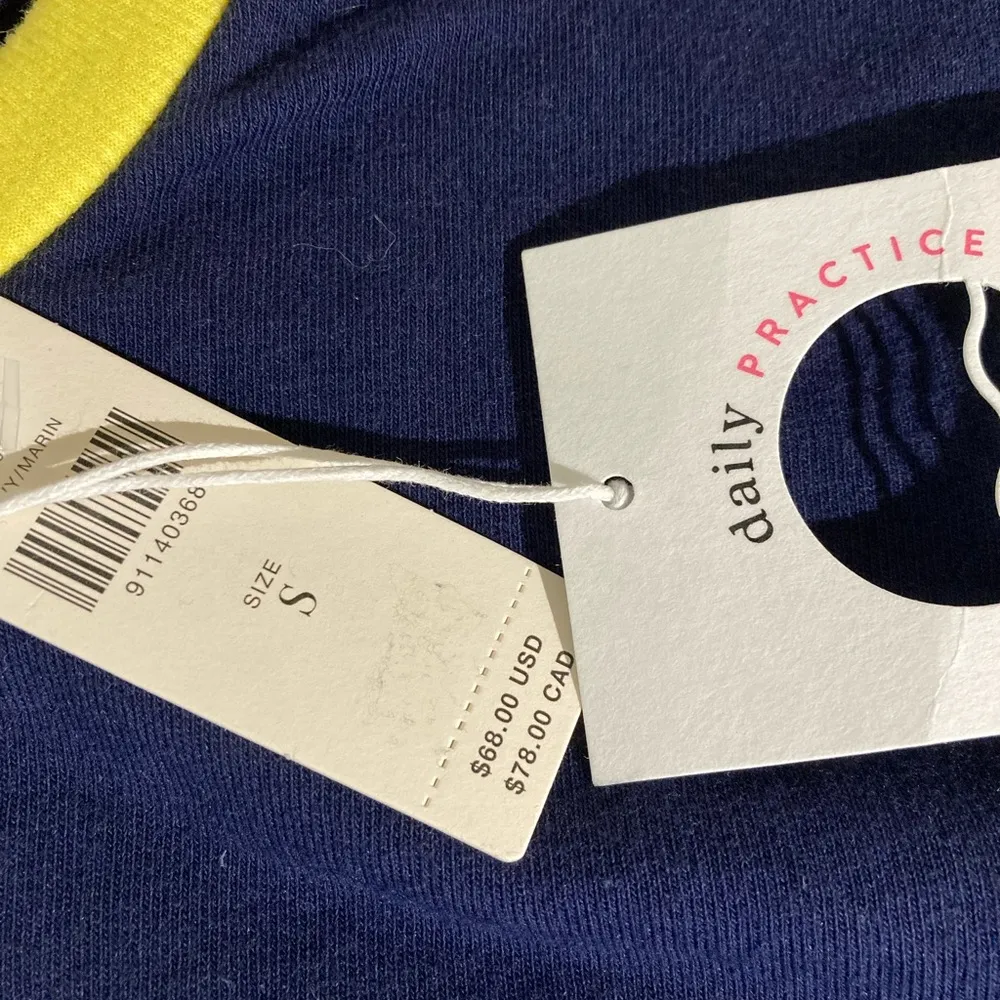 Y/MARIN
91140368
SIZE
S
$68.00 USD
$78.00 CAD
daily PRACTICE